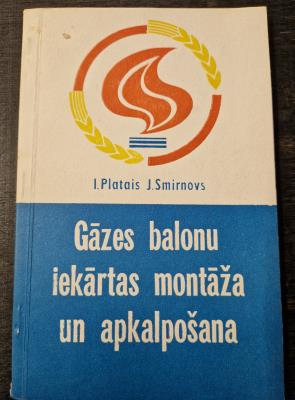 I. Platais J. Smirnovs
Gāzes balonu
iekārtas montāža
un apkalpošana